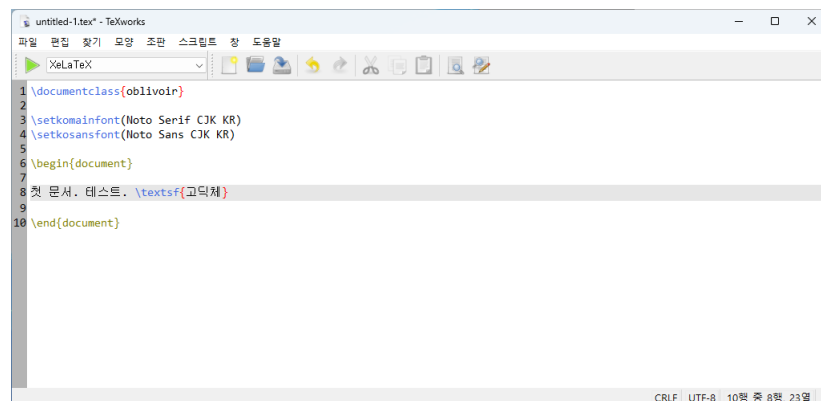 untitled-1.tex* - TeXworks
파일 편집 찾기 모양 조판 스크립트 창 도움말
XeLaTeX
1 \documentclass{oblivoir}
2
3 \setkomainfont(Noto Serif CJK KR)
4 \setkosansfont(Noto Sans CJK KR)
5
6 \begin{document}
7
8 첫 문서. 테스트. \textsf{고딕체}
9
10 \end{document}
CRLF UTF-8 10행 중 8행, 23열